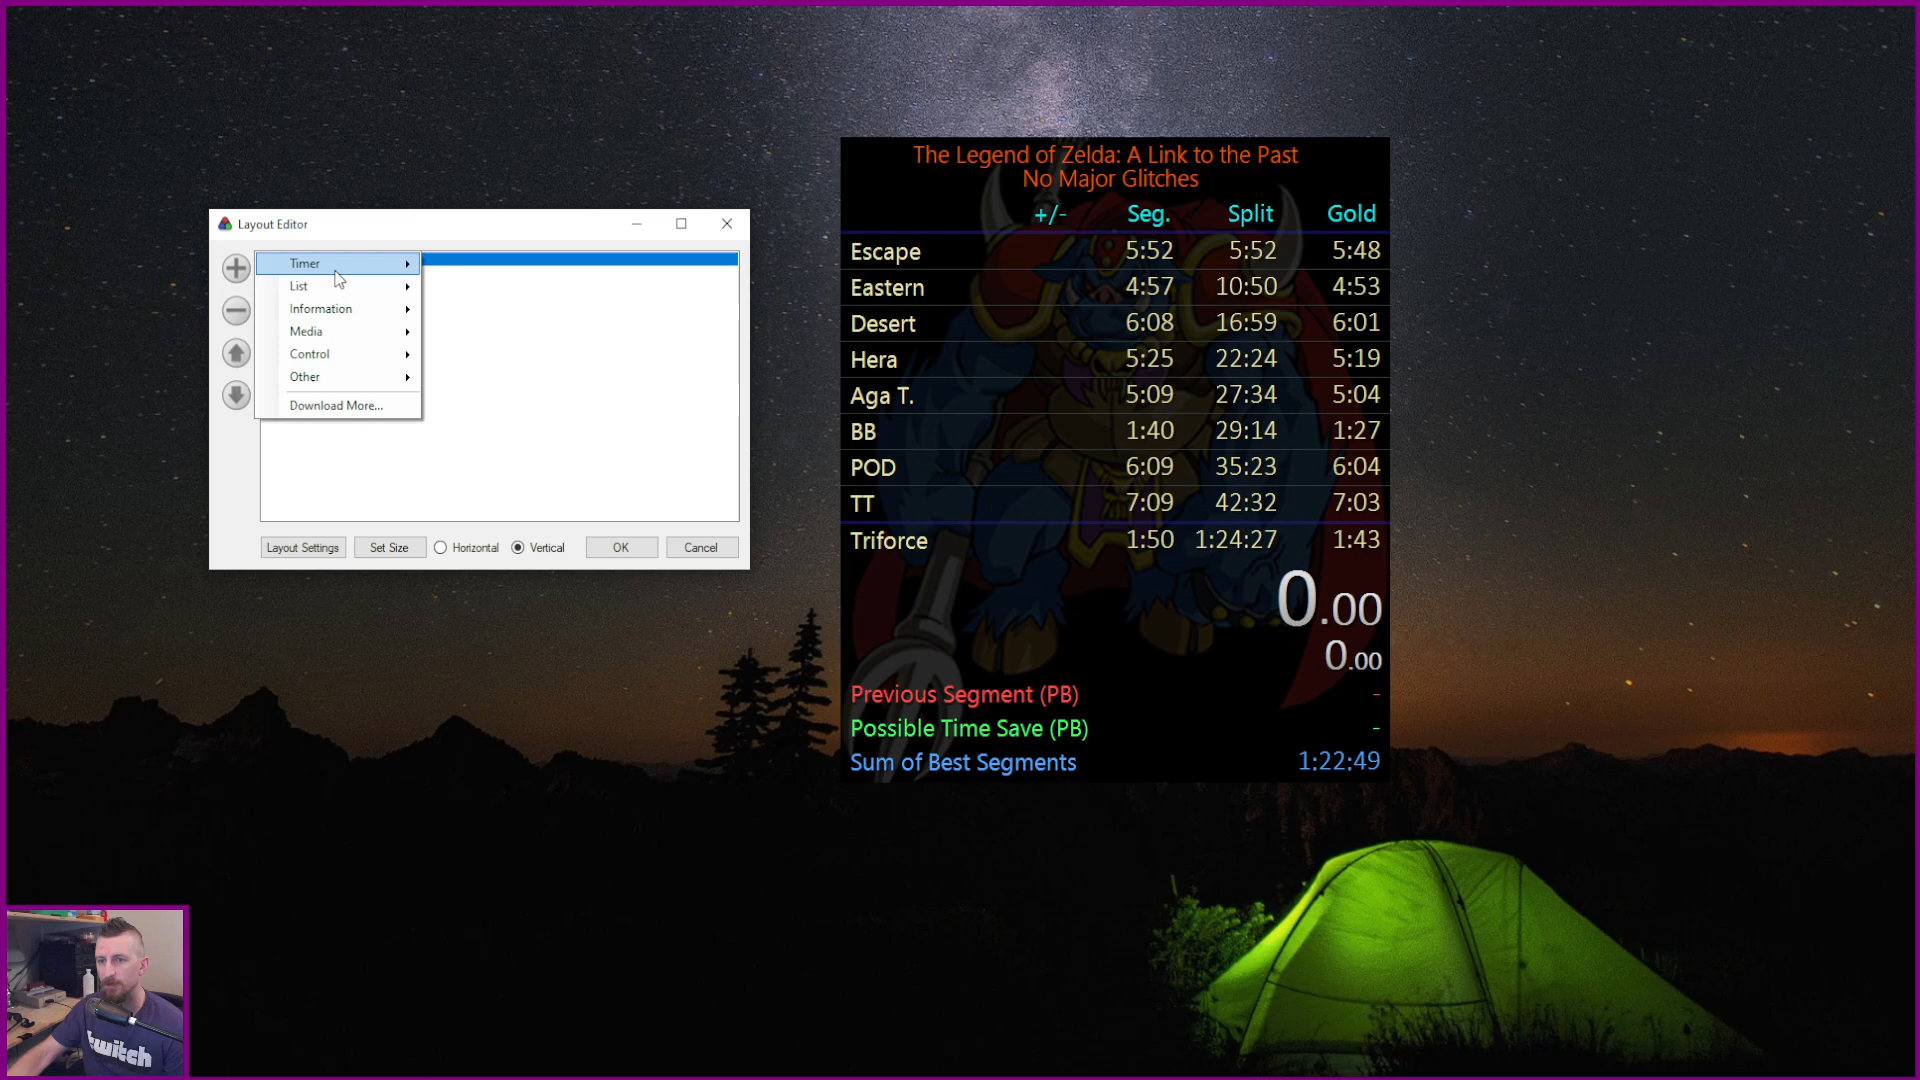 Layout Editor
Timer
List
Information
Media
Control
Other
Download More...
Layout Settings
Set Size
Horizontal
Vertical
OK
Cancel
The Legend of Zelda: A Link to the Past
No Major Glitches
+/- Seg. Split Gold
Escape 5:52 5:52 5:48
Eastern 4:57 10:50 4:53
Desert 6:08 16:59 6:01
Hera 5:25 22:24 5:19
Aga T. 5:09 27:34 5:04
BB 1:40 29:14 1:27
POD 6:09 35:23 6:04
TT 7:09 42:32 7:03
Triforce 1:50 1:24:27 1:43
0.00
0.00
Previous Segment (PB) -
Possible Time Save (PB) -
Sum of Best Segments 1:22:49
twitch